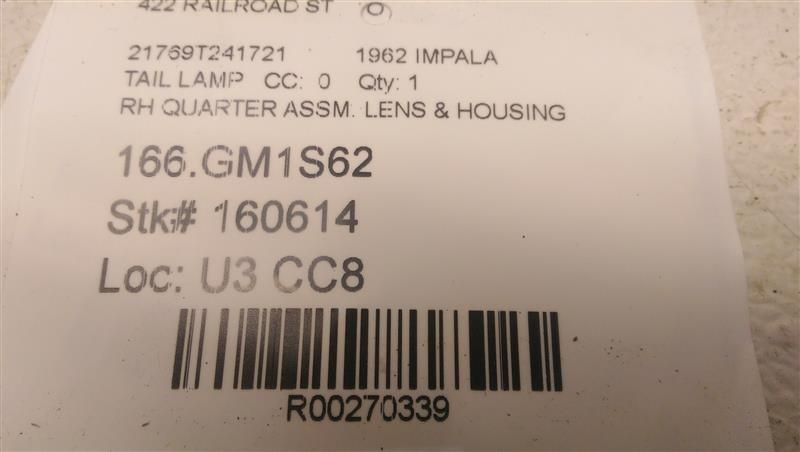 422 RAILROAD ST
21769T241721 1962 IMPALA
TAIL LAMP CC: 0 Qty: 1
RH QUARTER ASSM. LENS & HOUSING
166.GM1S62
Stk# 160614
Loc: U3 CC8
R00270339